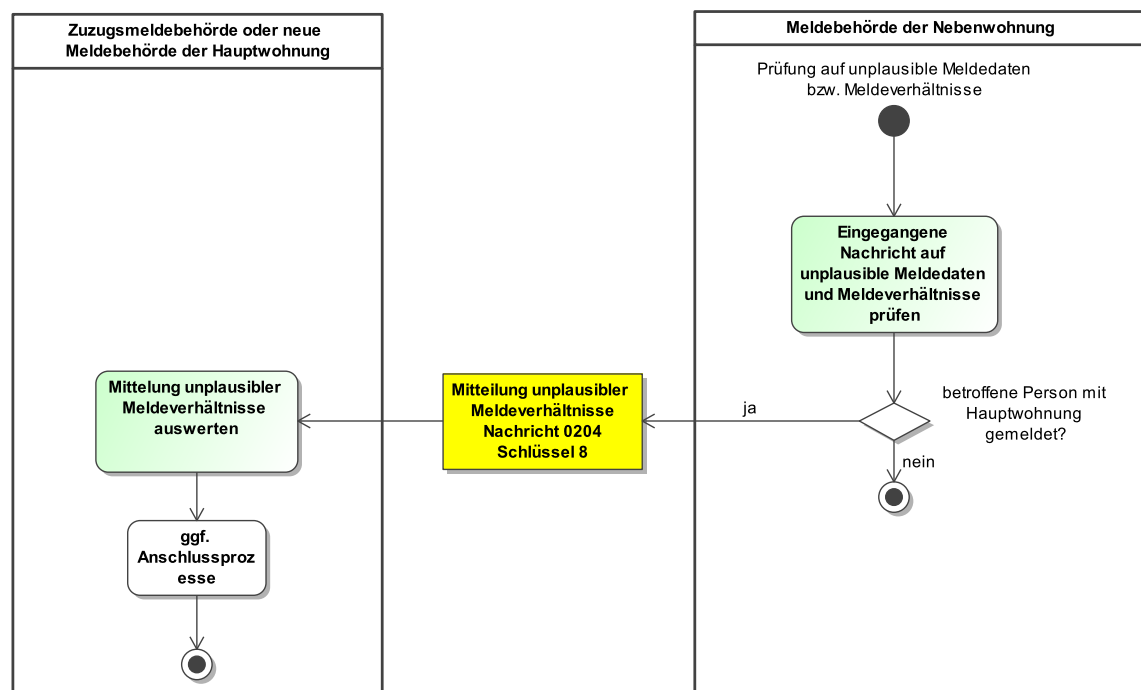 Zuzugsmeldebehörde oder neue
Meldebehörde der Hauptwohnung
Meldebehörde der Nebenwohnung
Prüfung auf unplausible Meldedaten
bzw. Meldeverhältnisse
Eingegangene
Nachricht auf
unplausible Meldedaten
und Meldeverhältnisse
prüfen
betroffene Person mit
Hauptwohnung
gemeldet?
ja
nein
Mitteilung unplausibler
Meldeverhältnisse
Nachricht 0204
Schlüssel 8
Mittelung unplausibler
Meldeverhältnisse
auswerten
ggf.
Anschlussproz
esse